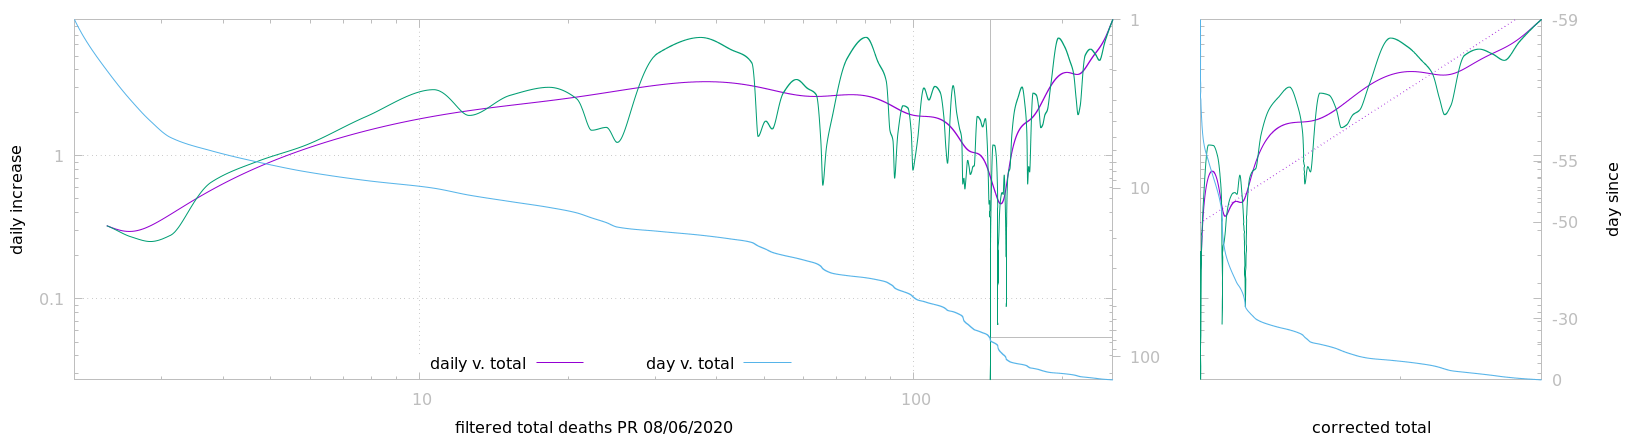 daily increase
1
0.1
daily v. total
day v. total
10
100
filtered total deaths PR 08/06/2020
1
10
100
-59
-55
-50
-30
0
day since
corrected total